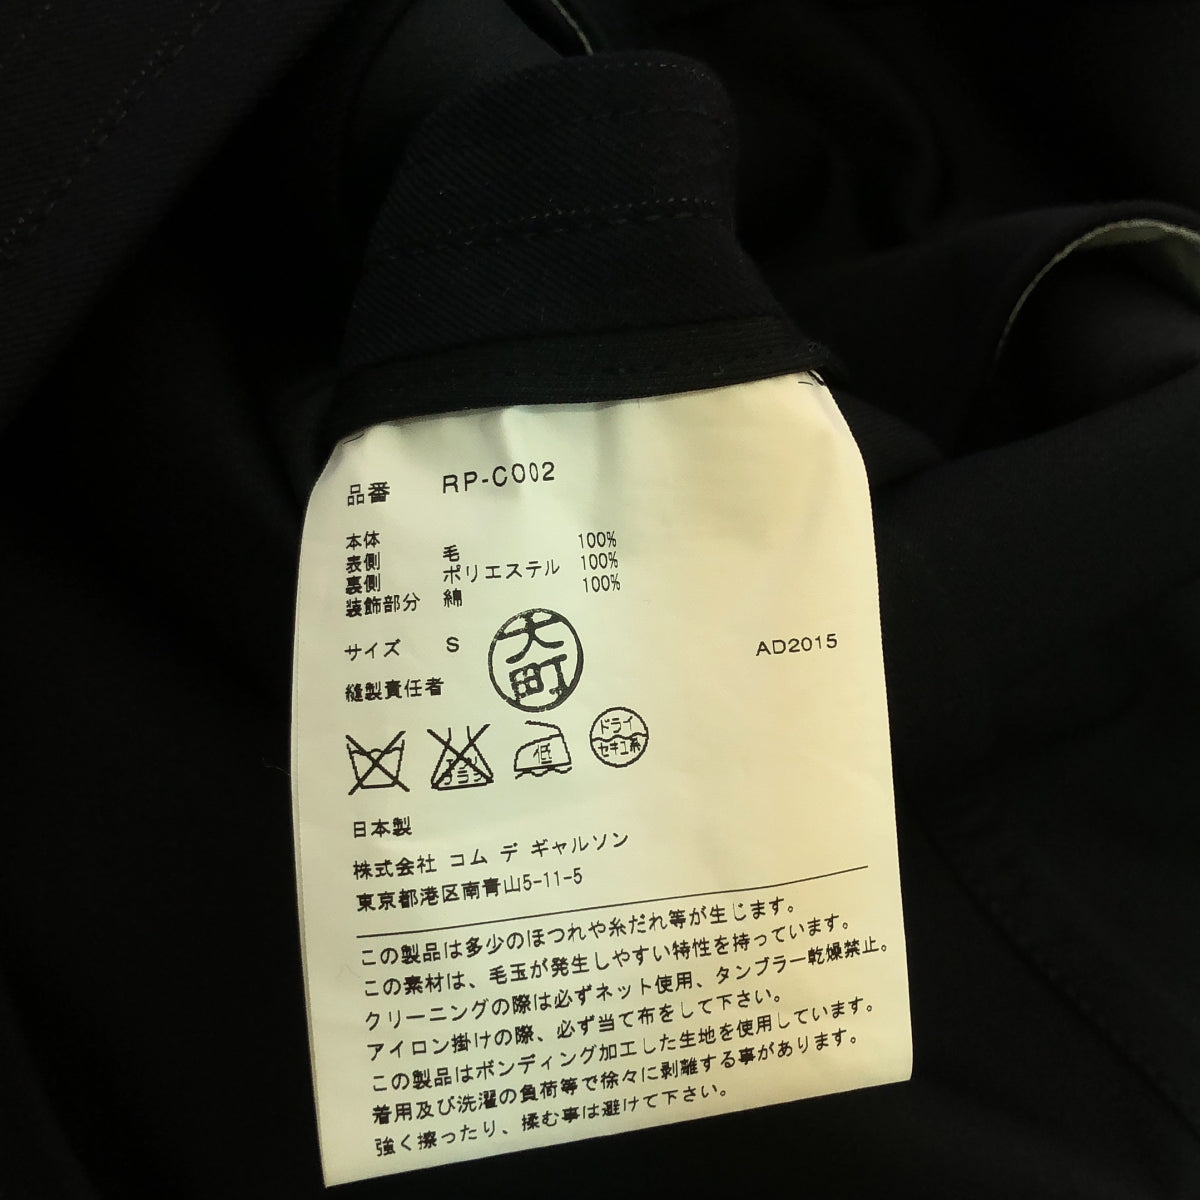 品番 RP-C002
本体
表側 毛 100%
裏側 ポリエステル 100%
装飾部分 綿 100%
サイズ S
大町
AD2015
縫製責任者
エンソ
低
ドライ
セキユ系
日本製
株式会社 コム デ ギャルソン
東京都港区南青山5-11-5
この製品は多少のほつれや糸だれ等が生じます。
この素材は、毛玉が発生しやすい特性を持っています。
クリーニングの際は必ずネット使用、タンブラー乾燥禁止。
アイロン掛けの際、必ず当て布をして下さい。
この製品はボンディング加工した生地を使用しています。
着用及び洗濯の負荷等で徐々に剥離する事があります。
強く擦ったり、揉む事は避けて下さい。